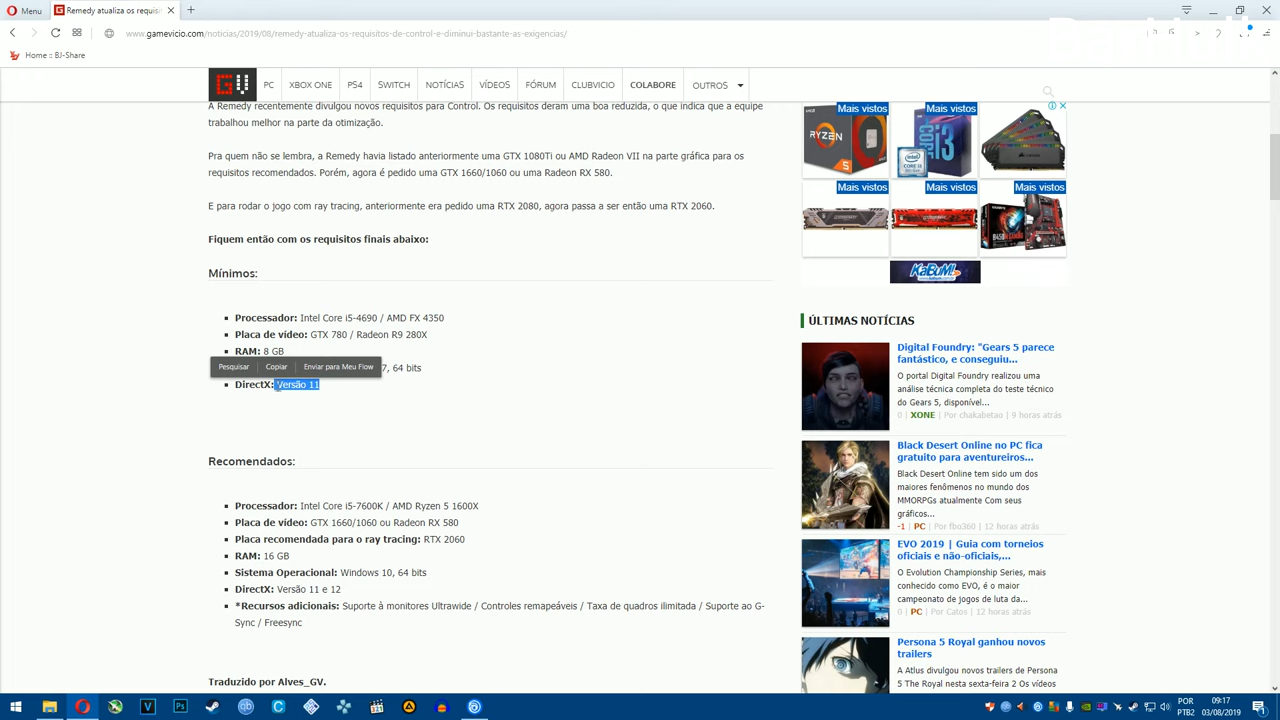 Menu
Remedy atualiza os requisi
www.gamevicio.com/noticias/2019/08/remedy-atualiza-os-requisitos-de-control-e-diminui-bastante-as-exigencias/
Home :: BJ-Share
GV PC XBOX ONE PS4 SWITCH NOTÍCIAS VÍDEOS FÓRUM CLUBVICIO COLABORE OUTROS
A Remedy recentemente divulgou novos requisitos para Control. Os requisitos deram uma boa reduzida, o que indica que a equipe
trabalhou melhor na parte da otimização.
Pra quem não se lembra, a Remedy havia listado anteriormente uma GTX 1080Ti ou AMD Radeon VII na parte gráfica para os
requisitos recomendados. Porém, agora é pedido uma GTX 1660/1060 ou uma Radeon RX 580.
E para rodar o jogo com ray tracing, anteriormente era pedido uma RTX 2080, agora passa a ser então uma RTX 2060.
Fiquem então com os requisitos finais abaixo:
Mínimos:
Processador: Intel Core i5-4690 / AMD FX 4350
Placa de vídeo: GTX 780 / Radeon R9 280X
RAM: 8 GB
Pesquisar Copiar Enviar para Meu Flow
7, 64 bits
DirectX: Versão 11
Recomendados:
Processador: Intel Core i5-7600K / AMD Ryzen 5 1600X
Placa de vídeo: GTX 1660/1060 ou Radeon RX 580
Placa recomendada para o ray tracing: RTX 2060
RAM: 16 GB
Sistema Operacional: Windows 10, 64 bits
DirectX: Versão 11 e 12
*Recursos adicionais: Suporte à monitores Ultrawide / Controles remapeáveis / Taxa de quadros ilimitada / Suporte ao G-
Sync / Freesync
Traduzido por Alves_GV.
Mais vistos Mais vistos
RYZEN 5 i3
Mais vistos Mais vistos Mais vistos
KaBuM!
ÚLTIMAS NOTÍCIAS
Digital Foundry: "Gears 5 parece
fantástico, e conseguiu...
O portal Digital Foundry realizou uma
análise técnica completa do teste técnico
do Gears 5, disponível...
0 | XONE | Por chakabetao | 9 horas atrás
Black Desert Online no PC fica
gratuito para aventureiros...
Black Desert Online tem sido um dos
maiores fenômenos no mundo dos
MMORPGs atualmente Com seus
gráficos...
-1 | PC | Por fbo360 | 12 horas atrás
EVO 2019 | Guia com torneios
oficiais e não-oficiais,...
O Evolution Championship Series, mais
conhecido como EVO, é o maior
campeonato de jogos de luta da...
0 | PC | Por Catos | 12 horas atrás
Persona 5 Royal ganhou novos
trailers
A Atlus divulgou novos trailers de Persona
5 The Royal nesta sexta-feira 2 Os vídeos
POR
PTB2
09:17
03/08/2019